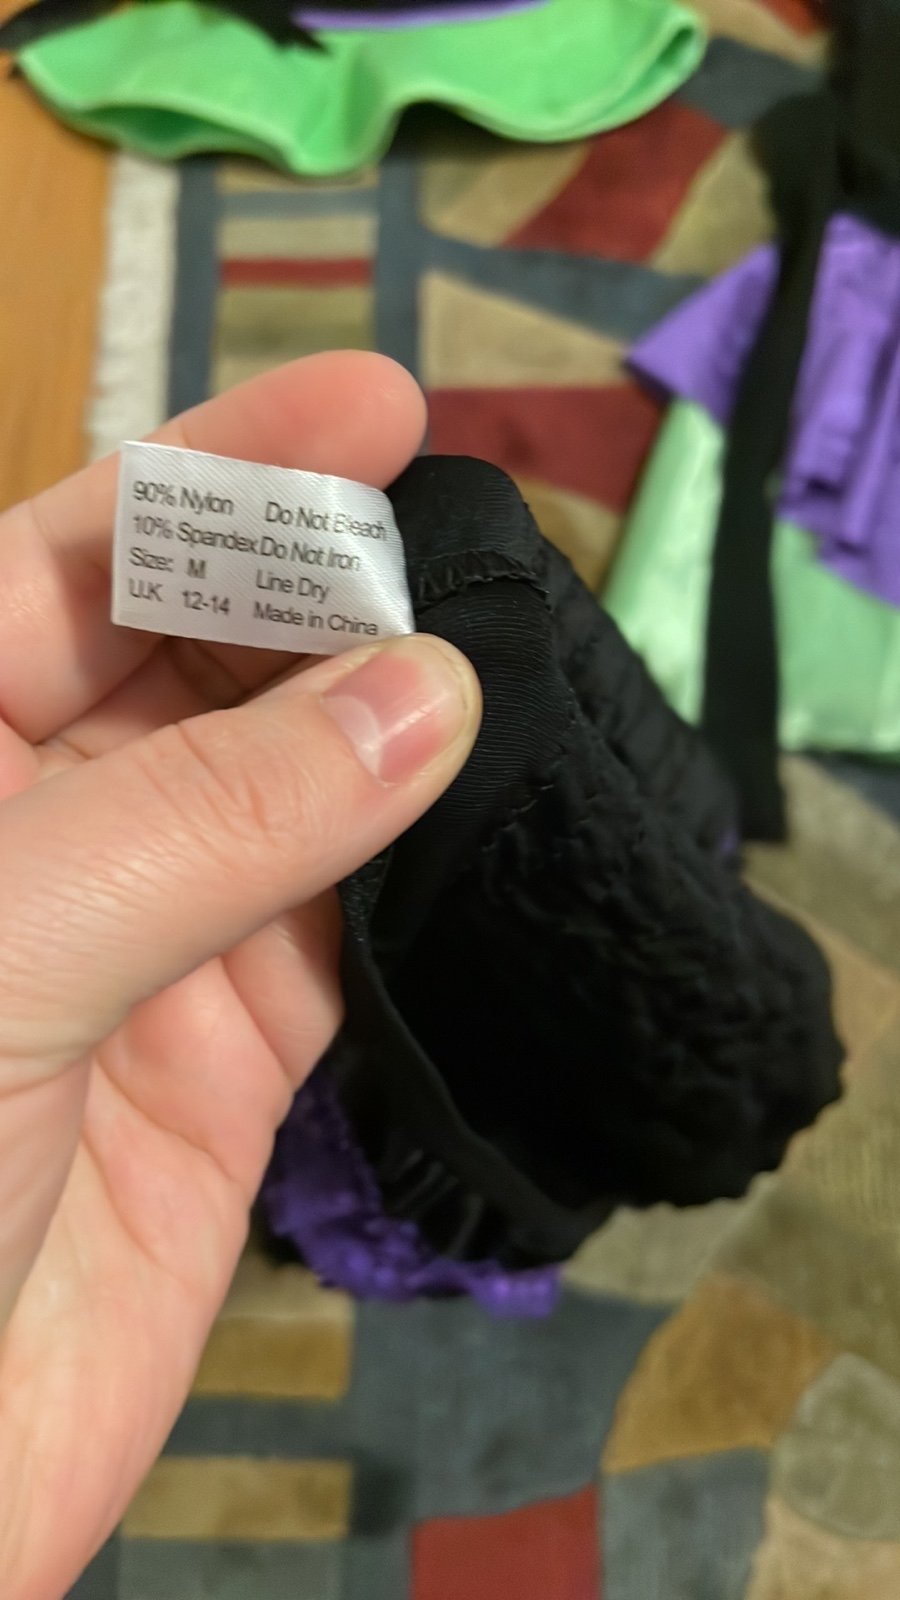 90% Nylon Do Not Bleach
10% Spandex Do Not Iron
Size: M Line Dry
U.K 12-14 Made in China